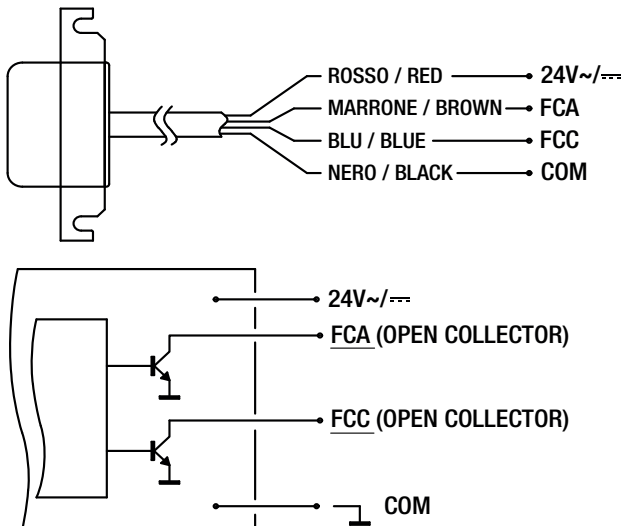 ROSSO / RED 24V~/⎓
MARRONE / BROWN FCA
BLU / BLUE FCC
NERO / BLACK COM
24V~/⎓
FCA (OPEN COLLECTOR)
FCC (OPEN COLLECTOR)
COM